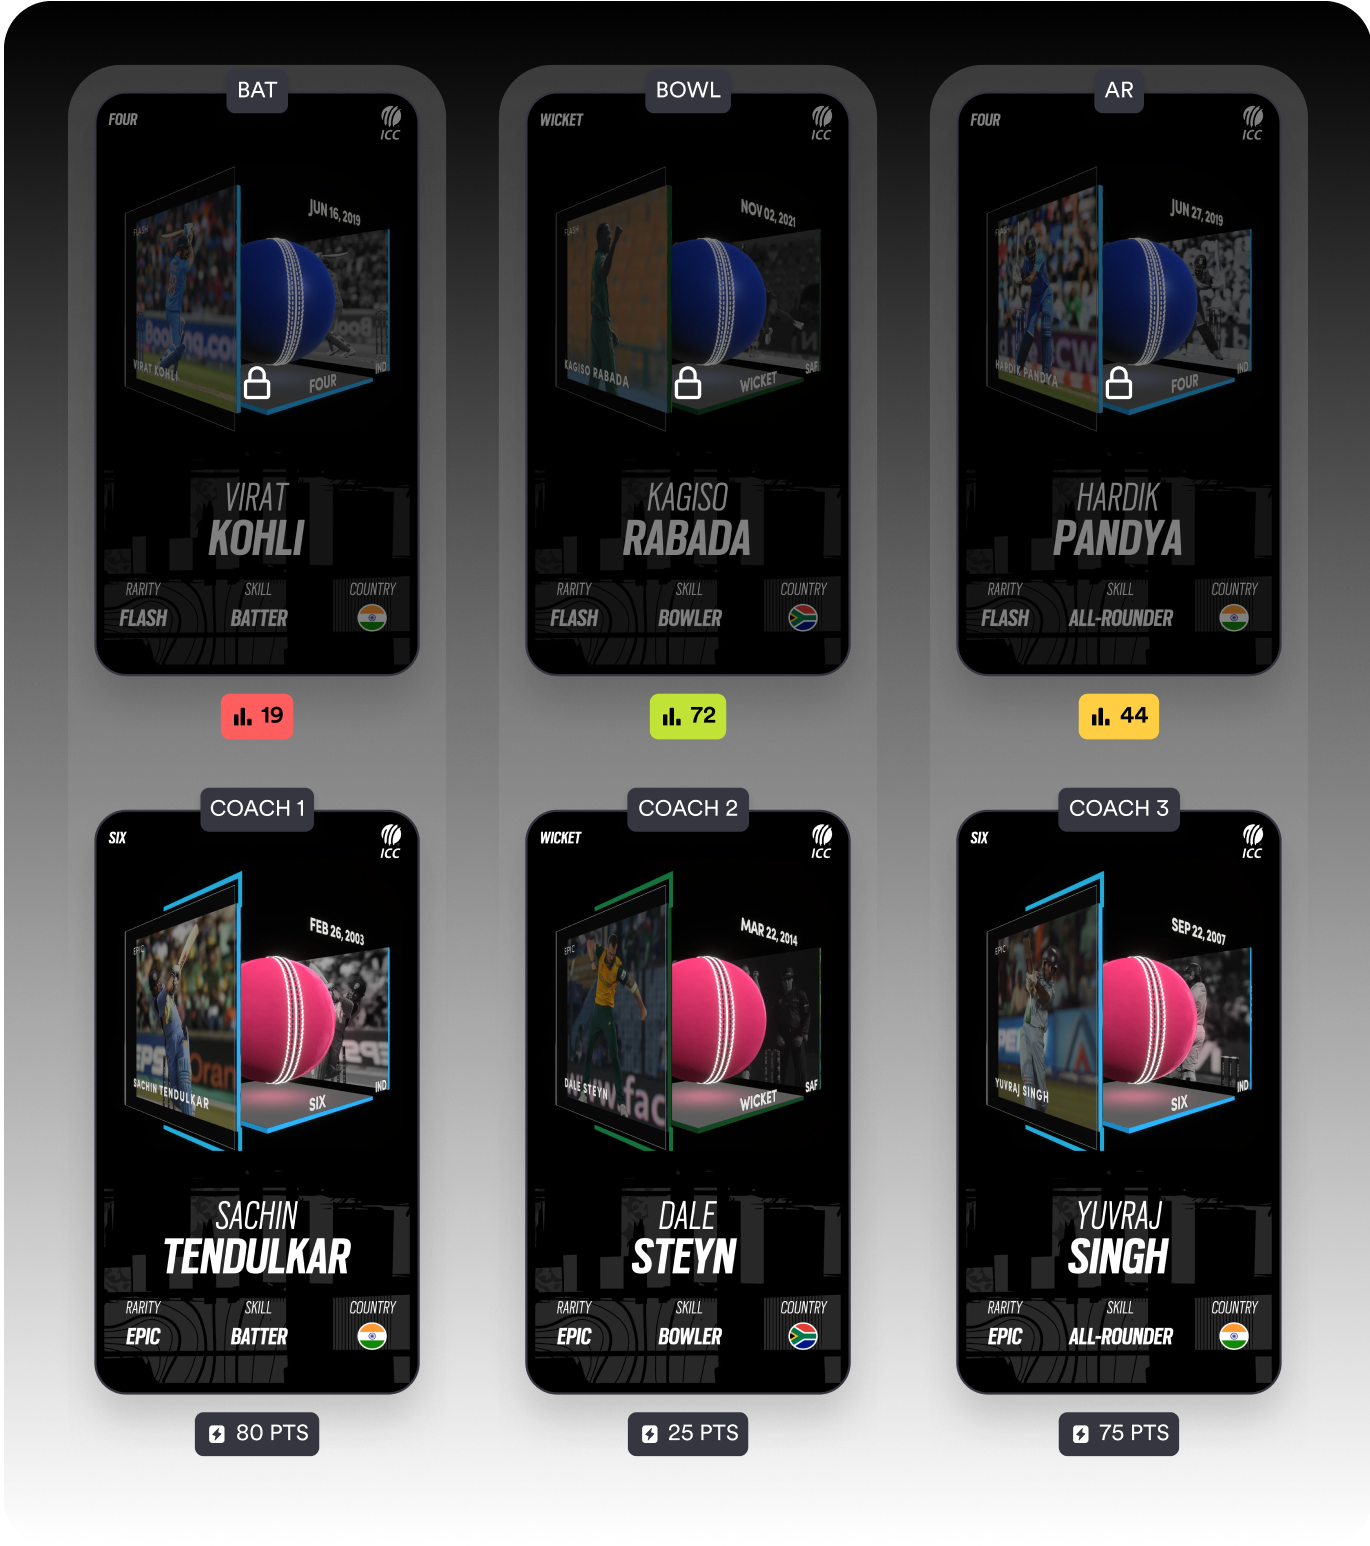 BAT
FOUR
ICC
FLASH
JUN 16, 2019
Booking.co
VIRAT KOHLI
IND
FOUR
VIRAT
KOHLI
RARITY
SKILL
COUNTRY
FLASH
BATTER
19
BOWL
WICKET
ICC
FLASH
NOV 02, 2021
KAGISO RABADA
SAF
WICKET
KAGISO
RABADA
RARITY
SKILL
COUNTRY
FLASH
BOWLER
72
AR
FOUR
ICC
FLASH
JUN 27, 2019
HARDIK PANDYA
IND
FOUR
HARDIK
PANDYA
RARITY
SKILL
COUNTRY
FLASH
ALL-ROUNDER
44
COACH 1
SIX
ICC
EPIC
FEB 26, 2003
SACHIN TENDULKAR
IND
SIX
SACHIN
TENDULKAR
RARITY
SKILL
COUNTRY
EPIC
BATTER
80 PTS
COACH 2
WICKET
ICC
EPIC
MAR 22, 2014
DALE STEYN
www.fac
SAF
WICKET
DALE
STEYN
RARITY
SKILL
COUNTRY
EPIC
BOWLER
25 PTS
COACH 3
SIX
ICC
EPIC
SEP 22, 2007
YUVRAJ SINGH
IND
SIX
YUVRAJ
SINGH
RARITY
SKILL
COUNTRY
EPIC
ALL-ROUNDER
75 PTS